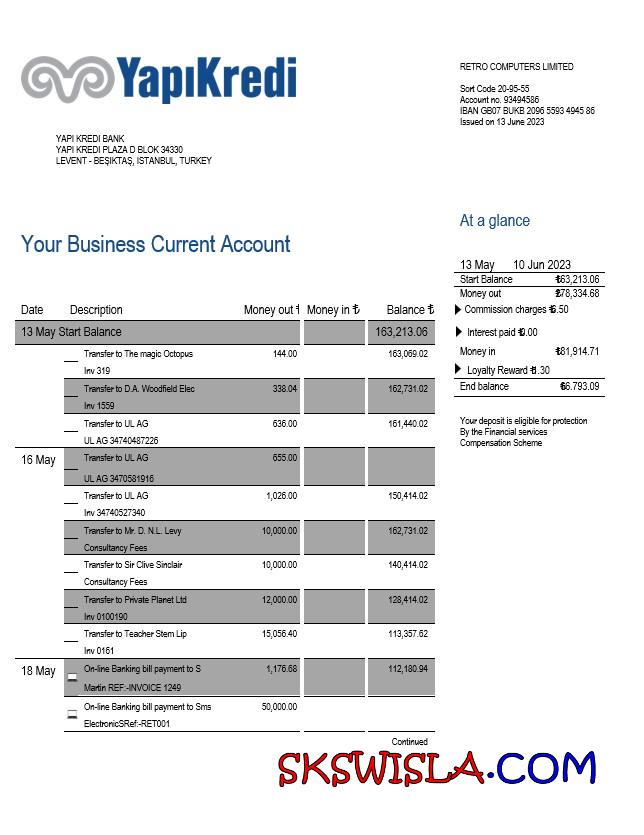 YapıKredi
RETRO COMPUTERS LIMITED
Sort Code 20-95-55
Account no. 93494586
IBAN GB07 BUKB 2096 5593 4945 86
Issued on 13 June 2023
YAPI KREDI BANK
YAPI KREDI PLAZA D BLOK 34330
LEVENT - BEŞIKTAŞ, ISTANBUL, TURKEY
At a glance
Your Business Current Account
13 May 10 Jun 2023
Start Balance ₺63,213.06
Money out ₺78,334.68
Commission charges ₺6.50
Interest paid ₺0.00
Money in ₺81,914.71
Loyalty Reward ₺1.30
End balance ₺6.793.09
Your deposit is eligible for protection
By the Financial services
Compensation Scheme
Date Description Money out Money in ₺ Balance ₺
13 May Start Balance 163,213.06
Transfer to The magic Octopus 144.00 163,069.02
Inv 319
Transfer to D.A. Woodfield Elec 338.04 162,731.02
Inv 1559
Transfer to UL AG 636.00 161,440.02
UL AG 34740487226
16 May Transfer to UL AG 655.00
UL AG 3470581916
Transfer to UL AG 1,026.00 150,414.02
Inv 34740527340
Transfer to Mr. D. N.L. Levy 10,000.00 162,731.02
Consultancy Fees
Transfer to Sir Clive Sinclair 10,000.00 140,414.02
Consultancy Fees
Transfer to Private Planet Ltd 12,000.00 128,414.02
Inv 0100190
Transfer to Teacher Stem Lip 15,056.40 113,357.62
Inv 0161
18 May On-line Banking bill payment to S 1,176.68 112,180.94
Martin REF:-INVOICE 1249
On-line Banking bill payment to Sms 50,000.00
ElectronicSRef:-RET001
Continued
SKSWISLA.COM